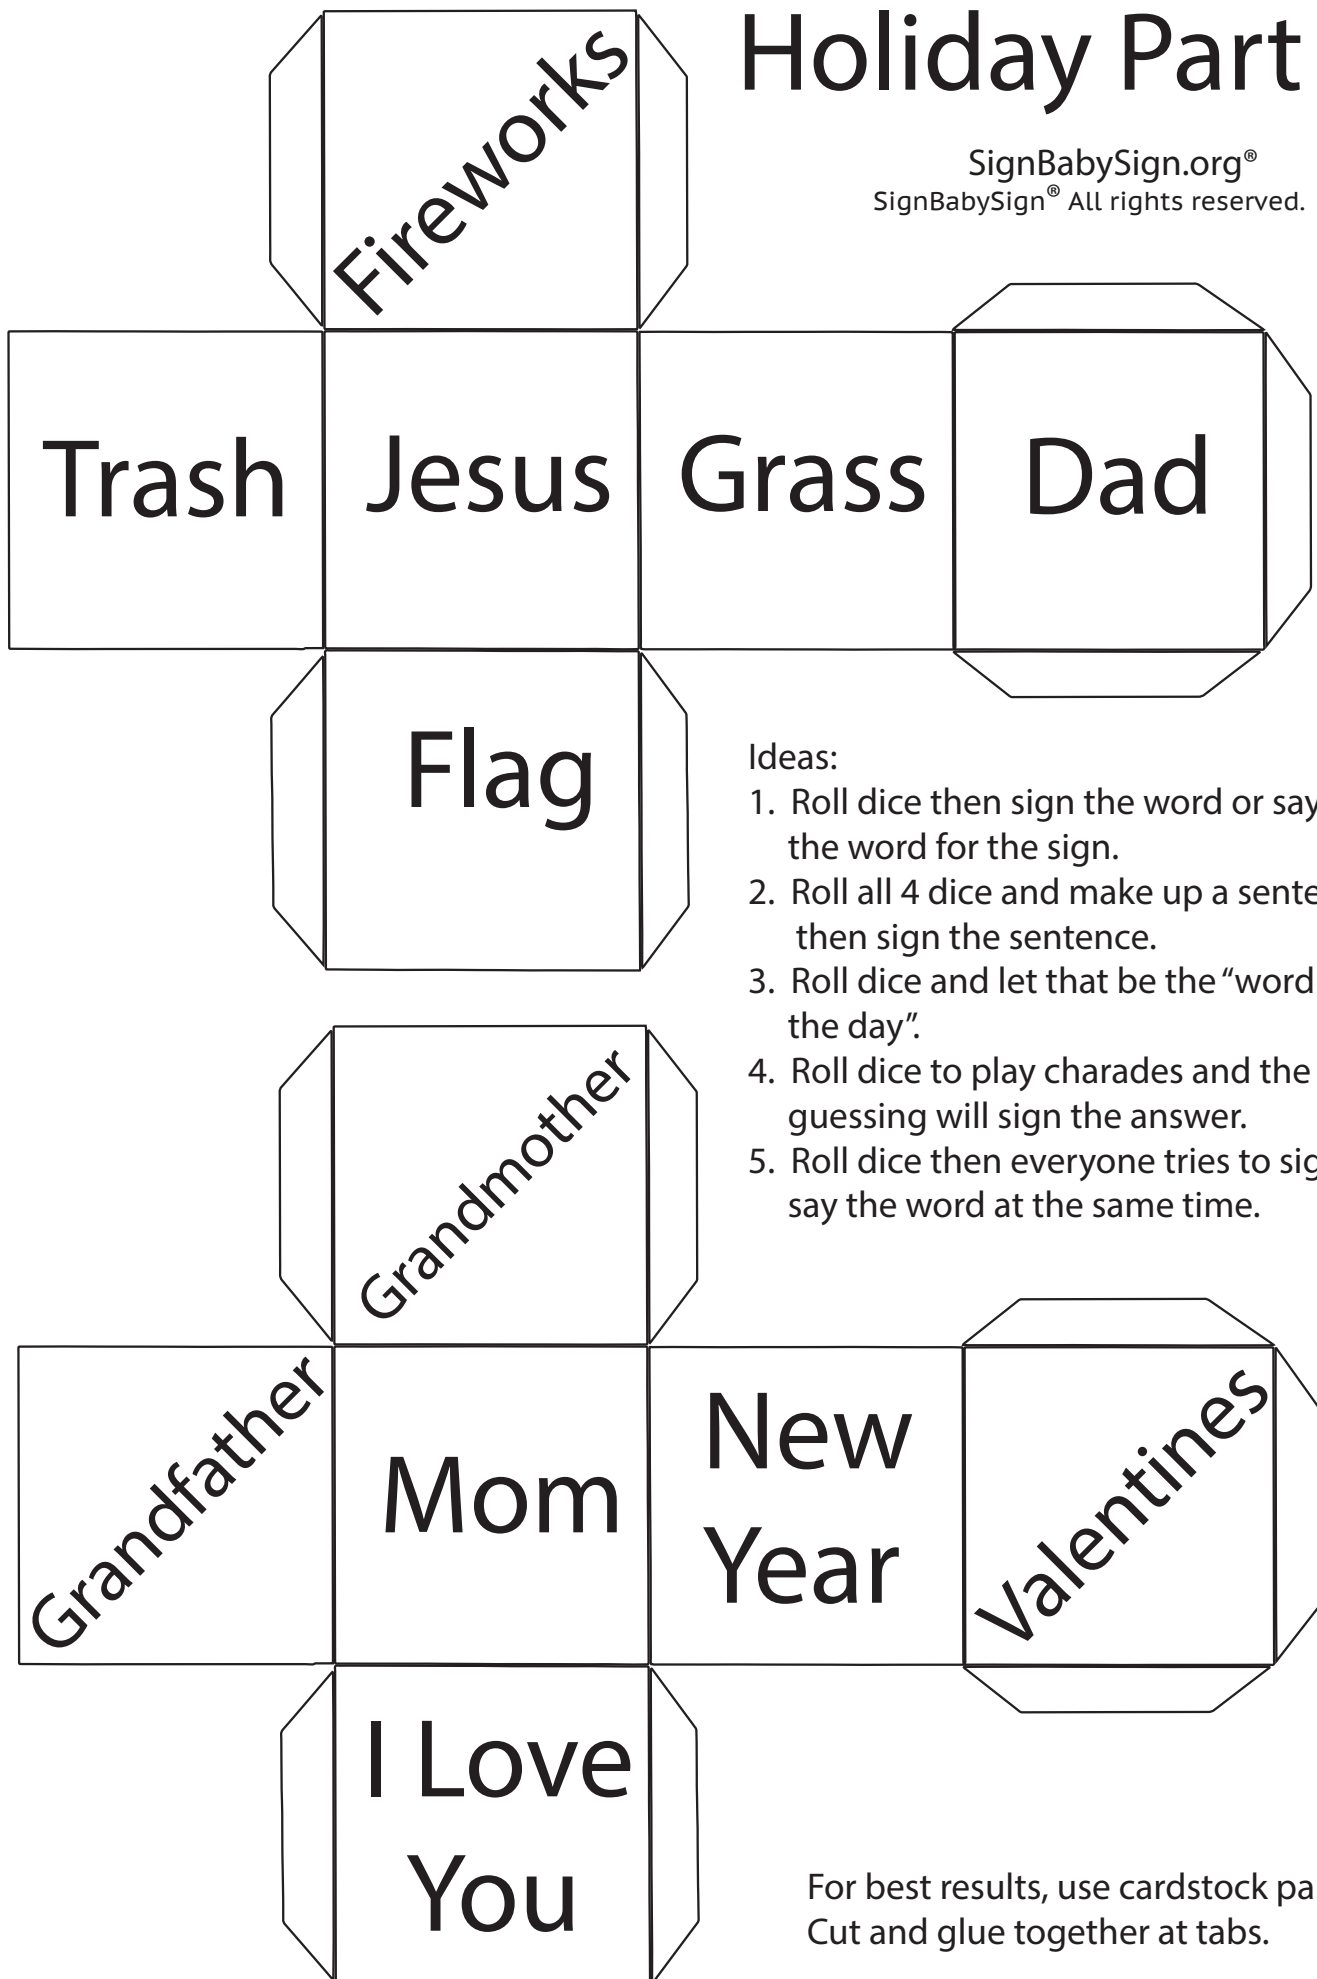 Holiday Part
SignBabySign.org®
SignBabySign® All rights reserved.
Fireworks
Trash
Jesus
Grass
Dad
Flag
Ideas:
1. Roll dice then sign the word or say
the word for the sign.
2. Roll all 4 dice and make up a sente
then sign the sentence.
3. Roll dice and let that be the “word
the day”.
4. Roll dice to play charades and the
guessing will sign the answer.
5. Roll dice then everyone tries to sig
say the word at the same time.
Grandmother
Grandfather
Mom
New
Year
Valentines
I Love
You
For best results, use cardstock pa
Cut and glue together at tabs.